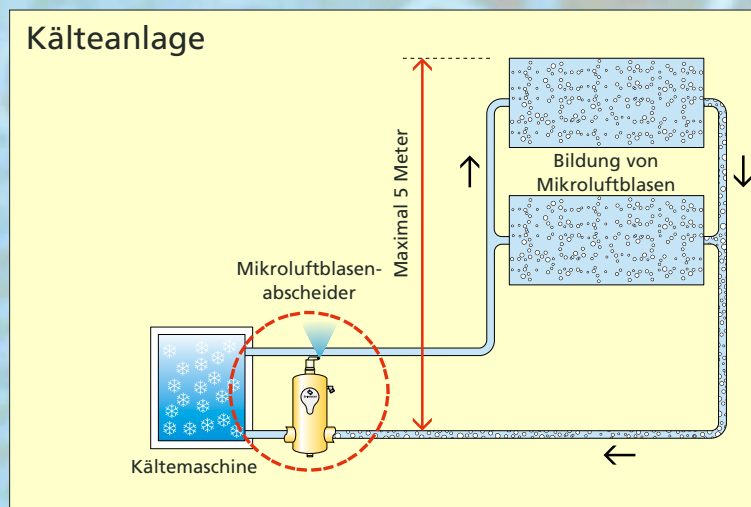 Kälteanlage
Maximal 5 Meter
Bildung von
Mikroluftblasen
Mikroluftblasen-
abscheider
Kältemaschine